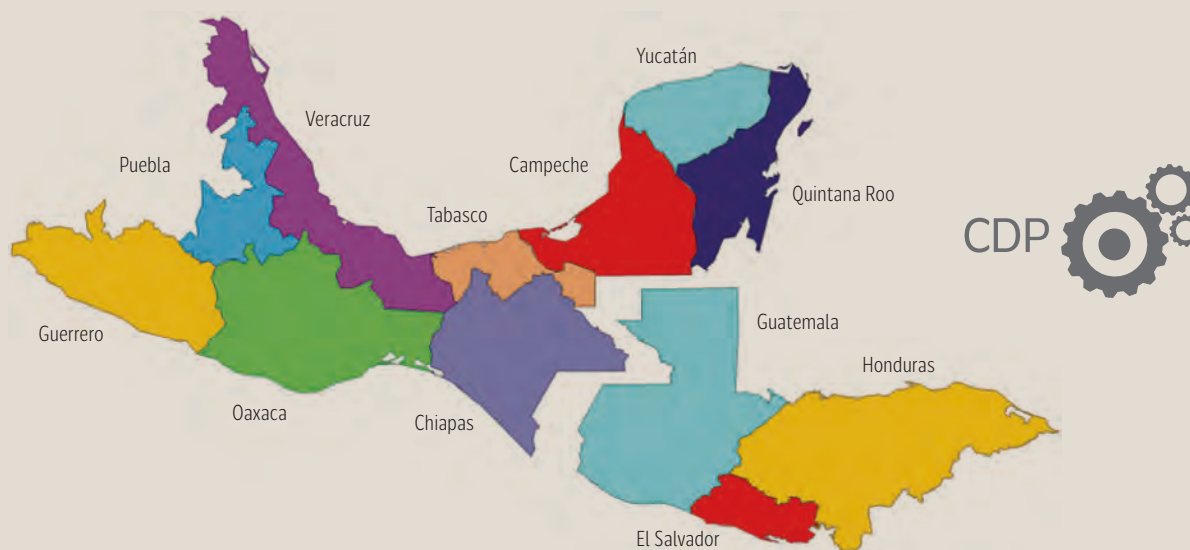 Yucatán
Veracruz
Puebla
Campeche
Quintana Roo
Tabasco
CDP
Guerrero
Guatemala
Honduras
Oaxaca
Chiapas
El Salvador